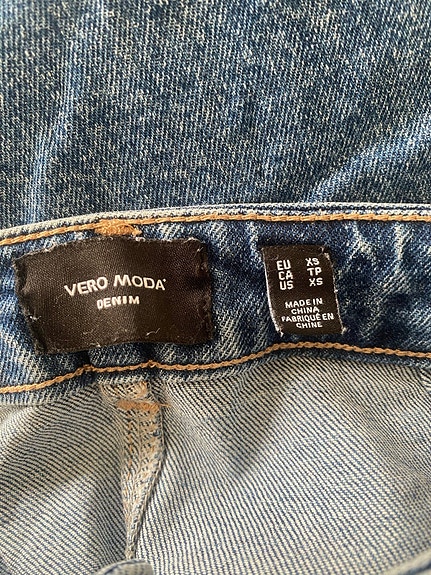 VERO MODA
DENIM
EU XS
CA TP
US XS
MADE IN
CHINA
FABRIQUÉ EN
CHINE